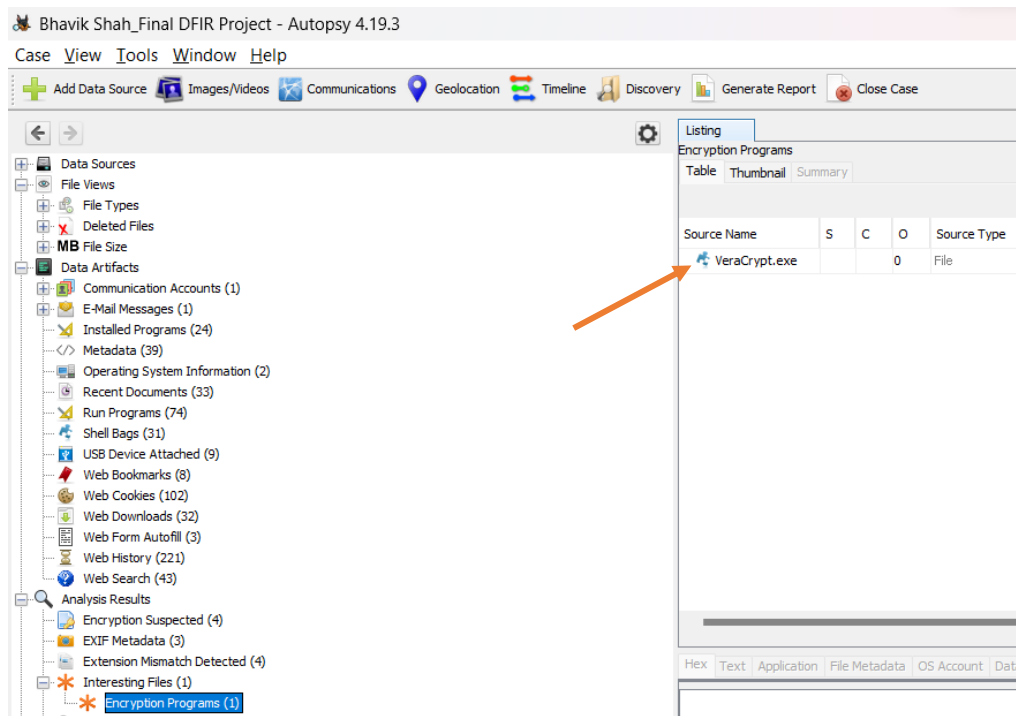 Bhavik Shah_Final DFIR Project - Autopsy 4.19.3
Case View Tools Window Help
Add Data Source Images/Videos Communications Geolocation Timeline Discovery Generate Report Close Case
Data Sources
File Views
File Types
Deleted Files
MB File Size
Data Artifacts
Communication Accounts (1)
E-Mail Messages (1)
Installed Programs (24)
Metadata (39)
Operating System Information (2)
Recent Documents (33)
Run Programs (74)
Shell Bags (31)
USB Device Attached (9)
Web Bookmarks (8)
Web Cookies (102)
Web Downloads (32)
Web Form Autofill (3)
Web History (221)
Web Search (43)
Analysis Results
Encryption Suspected (4)
EXIF Metadata (3)
Extension Mismatch Detected (4)
Interesting Files (1)
Encryption Programs (1)
Listing
Encryption Programs
Table Thumbnail Summary
Source Name S C O Source Type
VeraCrypt.exe 0 File
Hex Text Application File Metadata OS Account Dat